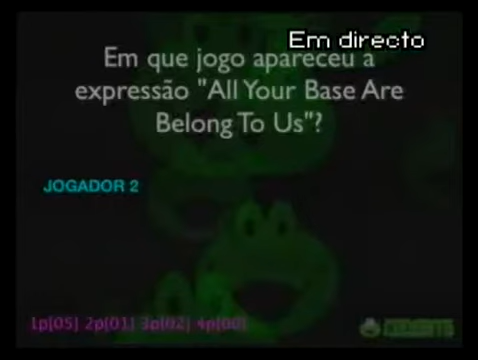 Em directo
Em que jogo apareceu a
expressão "All Your Base Are
Belong To Us"?
JOGADOR 2
1p[05] 2p[01] 3p[02] 4p[00]